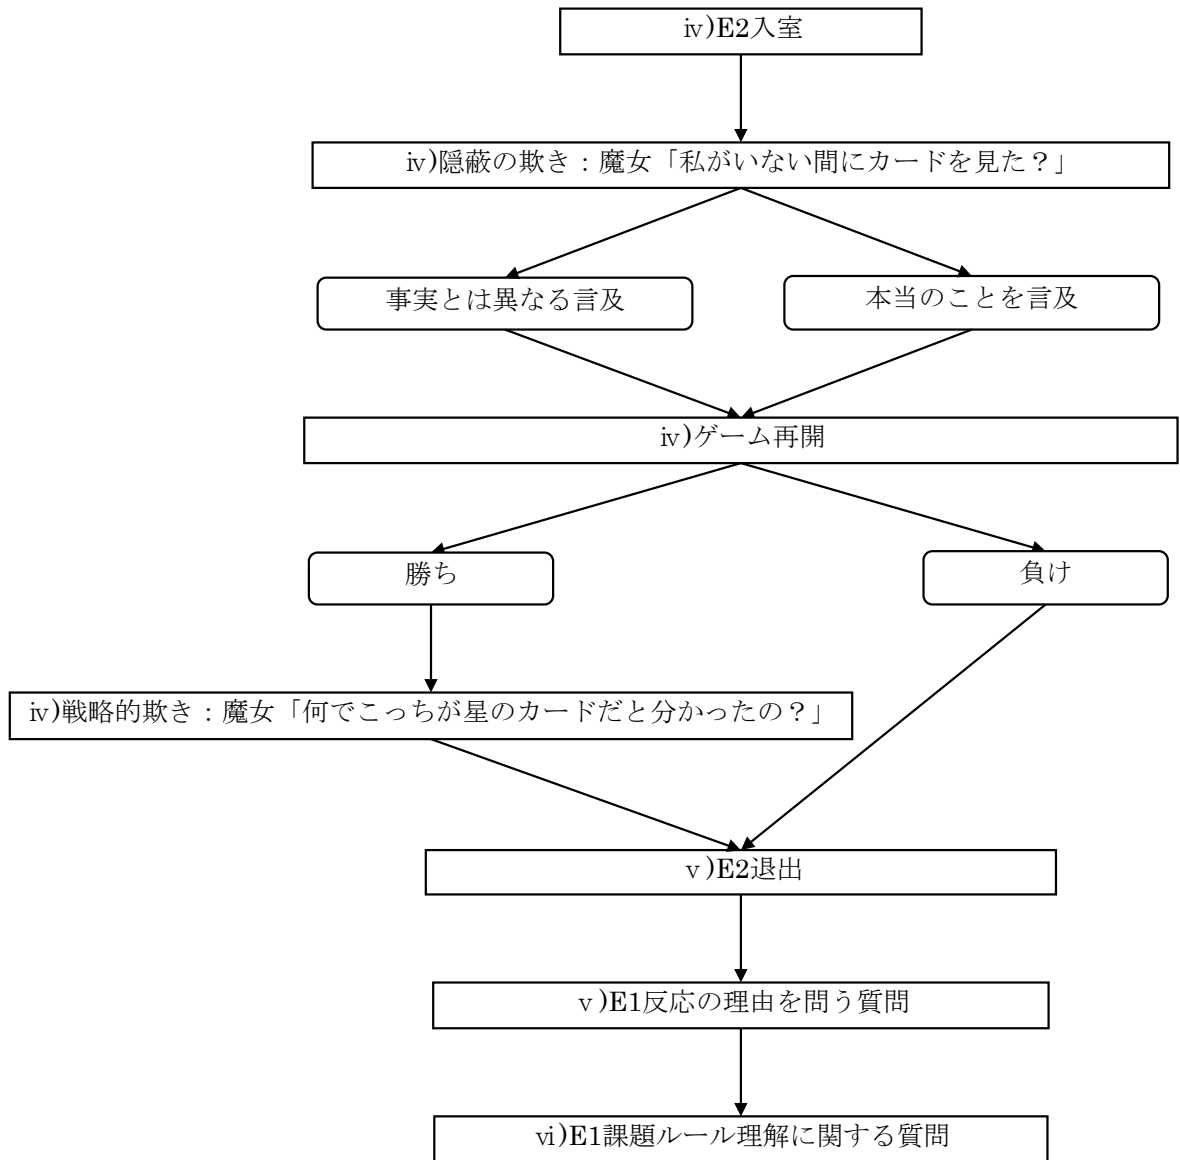 ⅳ)E2入室
ⅳ)隠蔽の欺き：魔女「私がいない間にカードを見た？」
事実とは異なる言及
本当のことを言及
ⅳ)ゲーム再開
勝ち
負け
ⅳ)戦略的欺き：魔女「何でこっちが星のカードだと分かったの？」
ⅴ)E2退出
ⅴ)E1反応の理由を問う質問
ⅵ)E1課題ルール理解に関する質問